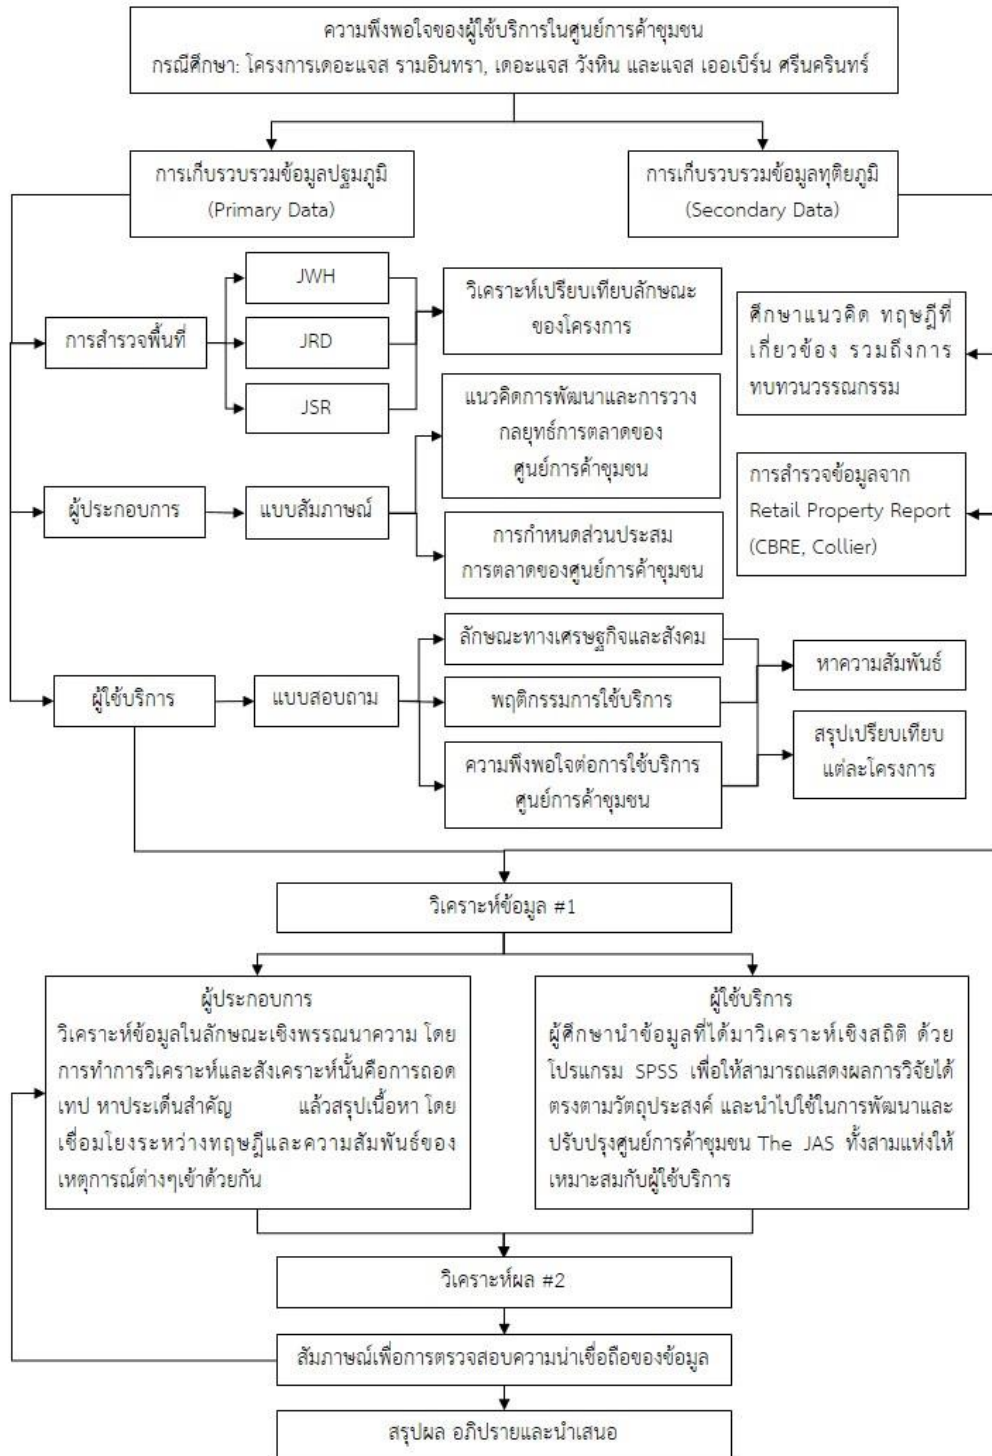 ความพึงพอใจของผู้ใช้บริการในศูนย์การค้าชุมชน
กรณีศึกษา: โครงการเดอะแจส รามอินทรา, เดอะแจส วังหิน และแจส เออเบิร์น ศรีนครินทร์
การเก็บรวบรวมข้อมูลปฐมภูมิ
(Primary Data)
การเก็บรวบรวมข้อมูลทุติยภูมิ
(Secondary Data)
การสำรวจพื้นที่
JWH
JRD
JSR
วิเคราะห์เปรียบเทียบลักษณะ
ของโครงการ
ศึกษาแนวคิด ทฤษฎีที่
เกี่ยวข้อง รวมถึงการ
ทบทวนวรรณกรรม
ผู้ประกอบการ
แบบสัมภาษณ์
แนวคิดการพัฒนาและการวาง
กลยุทธ์การตลาดของ
ศูนย์การค้าชุมชน
การกำหนดส่วนประสม
การตลาดของศูนย์การค้าชุมชน
การสำรวจข้อมูลจาก
Retail Property Report
(CBRE, Collier)
ผู้ใช้บริการ
แบบสอบถาม
ลักษณะทางเศรษฐกิจและสังคม
พฤติกรรมการใช้บริการ
ความพึงพอใจต่อการใช้บริการ
ศูนย์การค้าชุมชน
หาความสัมพันธ์
สรุปเปรียบเทียบ
แต่ละโครงการ
วิเคราะห์ข้อมูล #1
ผู้ประกอบการ
วิเคราะห์ข้อมูลในลักษณะเชิงพรรณนาความ โดย
การทำการวิเคราะห์และสังเคราะห์นั้นคือการถอด
เทป หาประเด็นสำคัญ แล้วสรุปเนื้อหา โดย
เชื่อมโยงระหว่างทฤษฎีและความสัมพันธ์ของ
เหตุการณ์ต่างๆเข้าด้วยกัน
ผู้ใช้บริการ
ผู้ศึกษานำข้อมูลที่ได้มาวิเคราะห์เชิงสถิติ ด้วย
โปรแกรม SPSS เพื่อให้สามารถแสดงผลการวิจัยได้
ตรงตามวัตถุประสงค์ และนำไปใช้ในการพัฒนาและ
ปรับปรุงศูนย์การค้าชุมชน The JAS ทั้งสามแห่งให้
เหมาะสมกับผู้ใช้บริการ
วิเคราะห์ผล #2
สัมภาษณ์เพื่อการตรวจสอบความน่าเชื่อถือของข้อมูล
สรุปผล อภิปรายและนำเสนอ